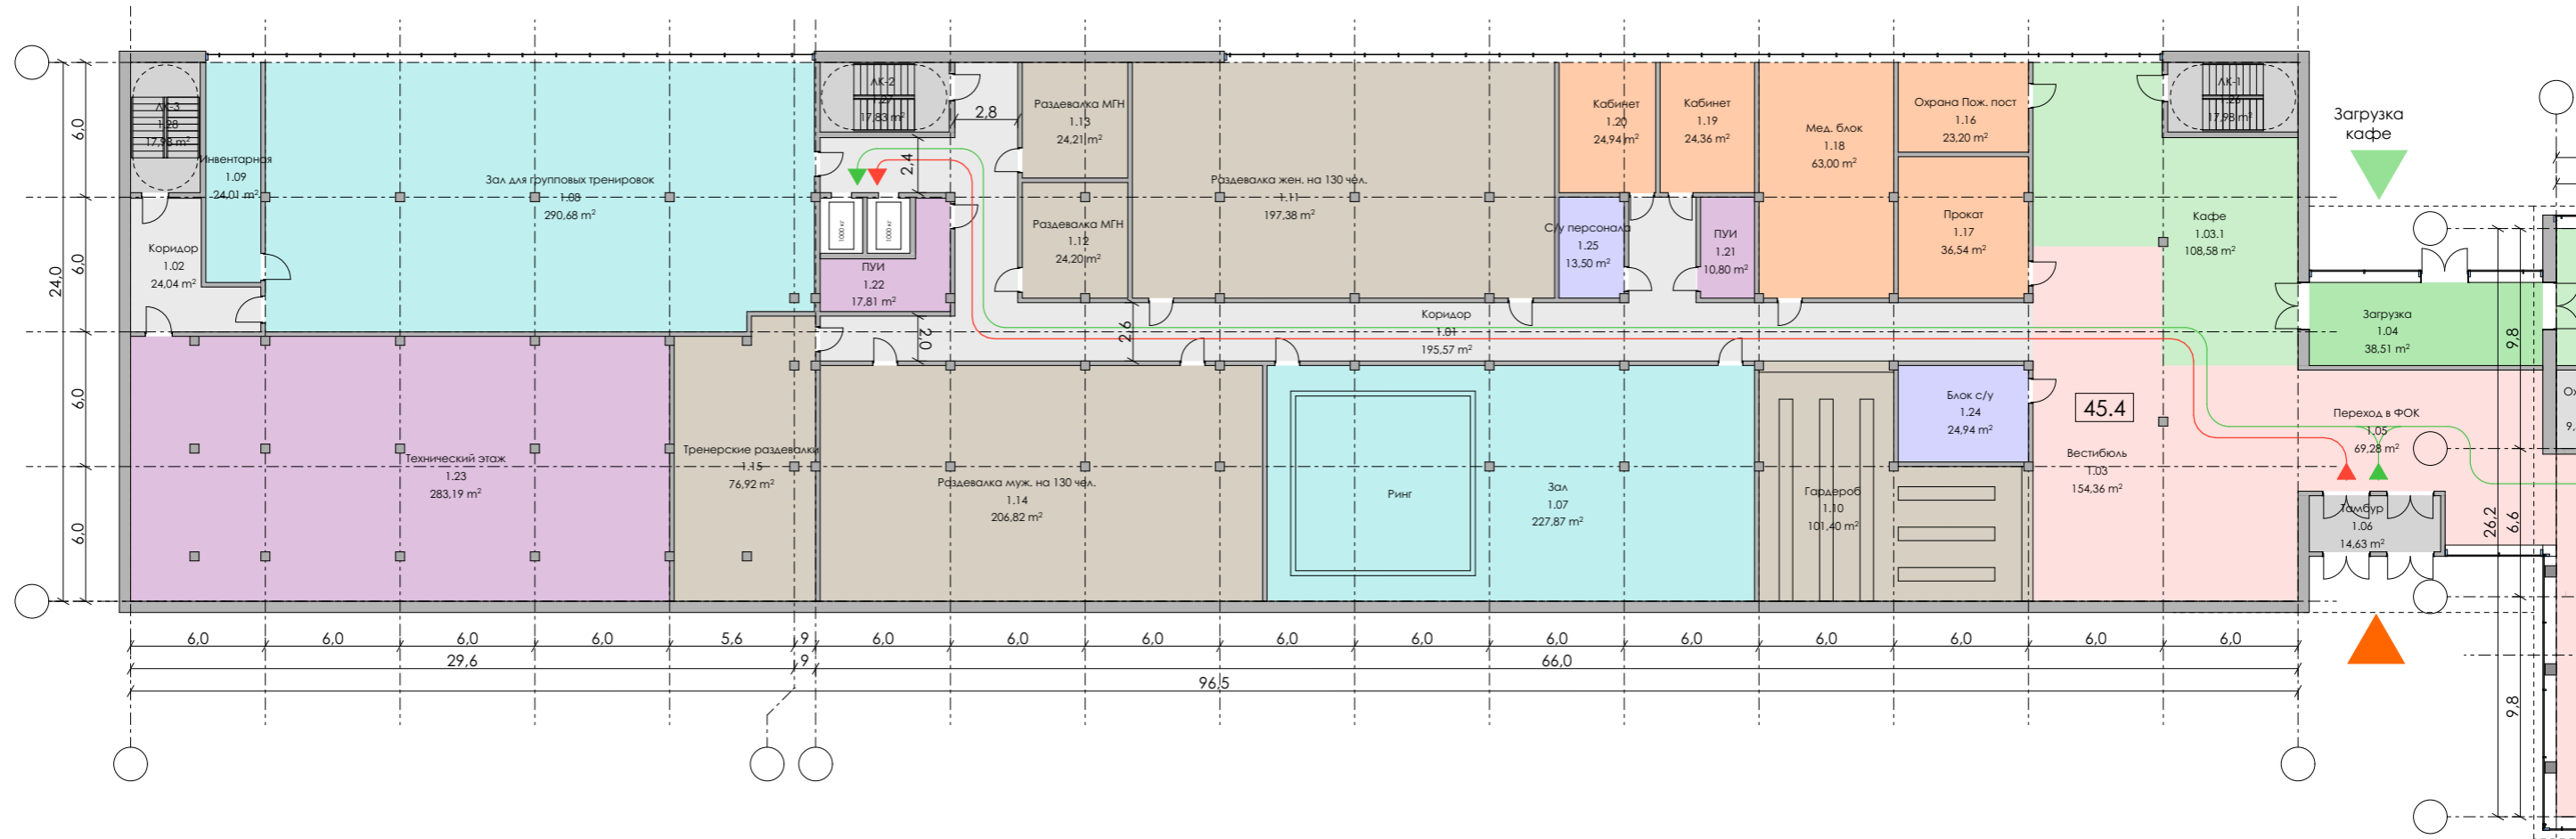 ЛК-3
1.28
17,98 m²
Инвентарная
1.09
24,01 m²
Коридор
1.02
24,04 m²
Зал для групповых тренировок
1.08
290,68 m²
ЛК-2
1.27
17,83 m²
2,8
2,4
1000 кг
1000 кг
ПУИ
1.22
17,81 m²
Раздевалка МГН
1.13
24,21 m²
Раздевалка МГН
1.12
24,20 m²
Раздевалка жен. на 130 чел.
1.11
197,38 m²
Кабинет
1.20
24,94 m²
Кабинет
1.19
24,36 m²
С/у персонала
1.25
13,50 m²
ПУИ
1.21
10,80 m²
Мед. блок
1.18
63,00 m²
Охрана Пож. пост
1.16
23,20 m²
Прокат
1.17
36,54 m²
ЛК-1
1.26
17,98 m²
Кафе
1.03.1
108,58 m²
Загрузка
кафе
Загрузка
1.04
38,51 m²
Коридор
1.01
195,57 m²
2,0
2,6
Технический этаж
1.23
283,19 m²
Тренерские раздевалки
1.15
76,92 m²
Раздевалка муж. на 130 чел.
1.14
206,82 m²
Ринг
Зал
1.07
227,87 m²
Гардероб
1.10
101,40 m²
Блок с/у
1.24
24,94 m²
45.4
Вестибюль
1.03
154,36 m²
Переход в ФОК
1.05
69,28 m²
Тамбур
1.06
14,63 m²
Ох
9,
24,0
6,0
6,0
6,0
6,0
9,8
26,2
6,6
9,8
6,0
6,0
6,0
6,0
5,6
9
6,0
6,0
6,0
6,0
6,0
6,0
6,0
6,0
6,0
6,0
6,0
29,6
9
66,0
96,5